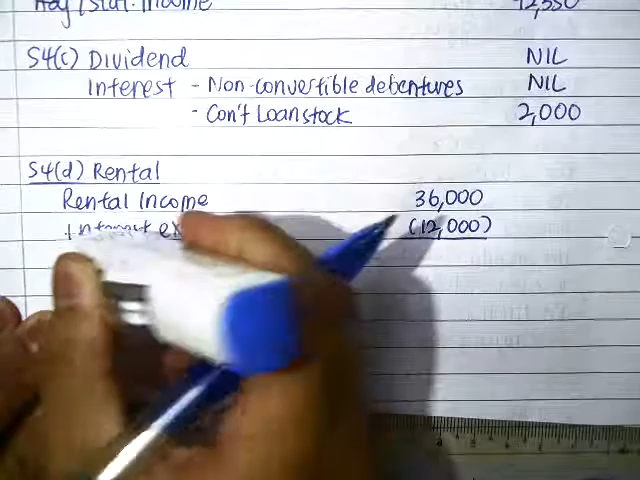 S4(c) Dividend NIL
Interest - Non-convertible debentures NIL
- Con't Loanstock 2,000
S4(d) Rental
Rental Income 36,000
Interest (12,000)